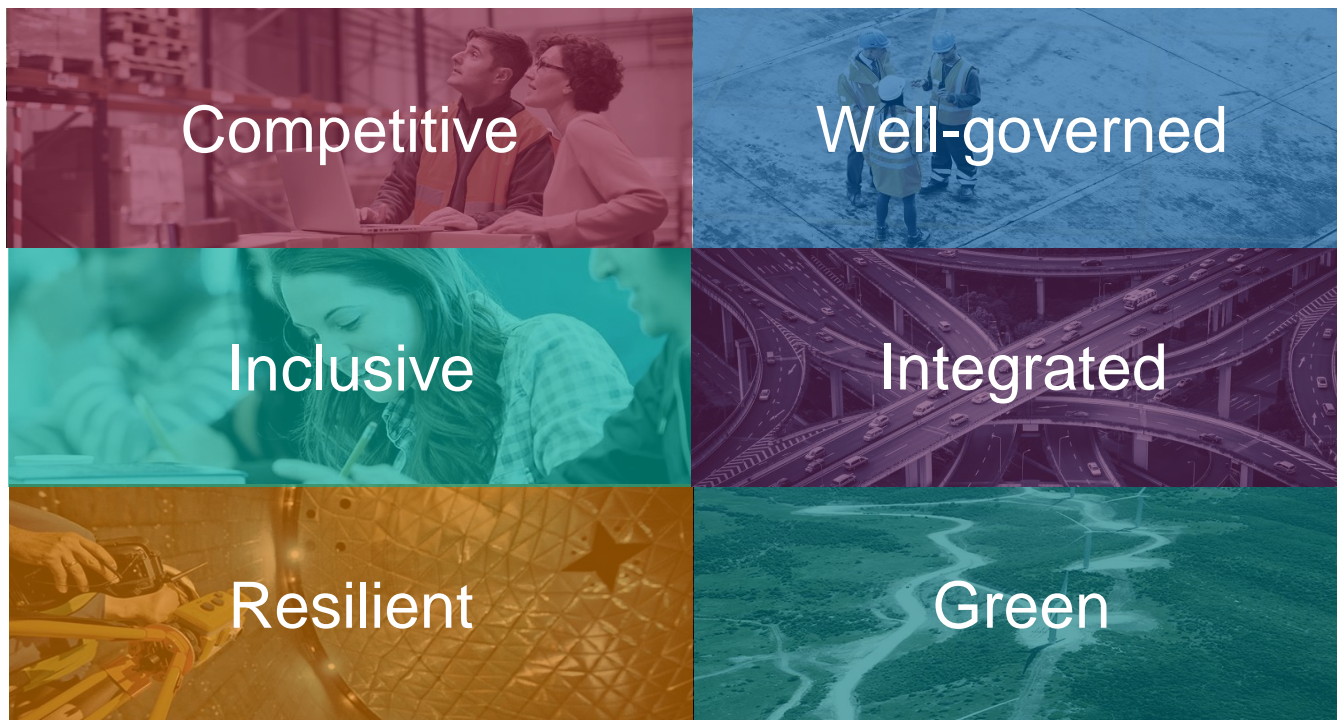 Competitive
Well-governed
Inclusive
Integrated
Resilient
Green